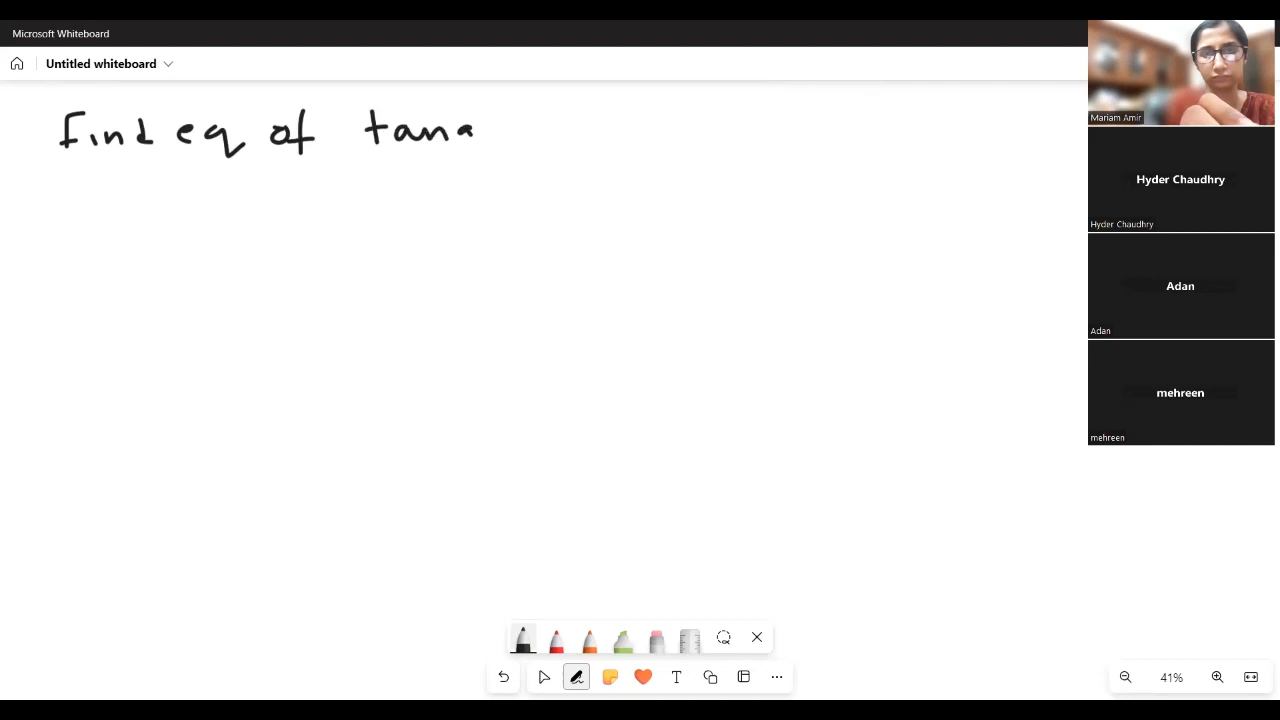 Microsoft Whiteboard
Untitled whiteboard
Find eq of tang
Mariam Amir
Hyder Chaudhry
Hyder Chaudhry
Adan
Adan
mehreen
mehreen
T
41%